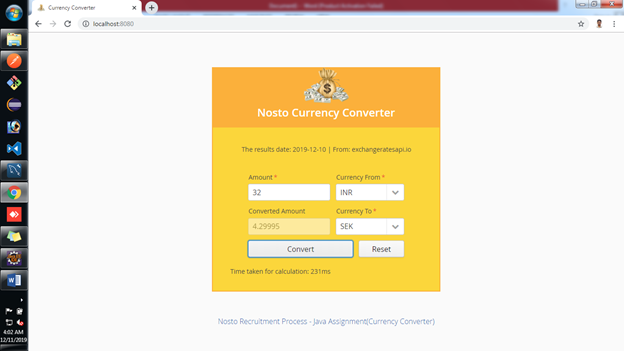 Currency Converter
localhost:8080
Nosto Currency Converter
The results date: 2019-12-10 | From: exchangeratesapi.io
Amount * Currency From *
32 INR
Converted Amount Currency To *
4.29995 SEK
Convert Reset
Time taken for calculation: 231ms
Nosto Recruitment Process - Java Assignment(Currency Converter)
4:02 AM
12/11/2019